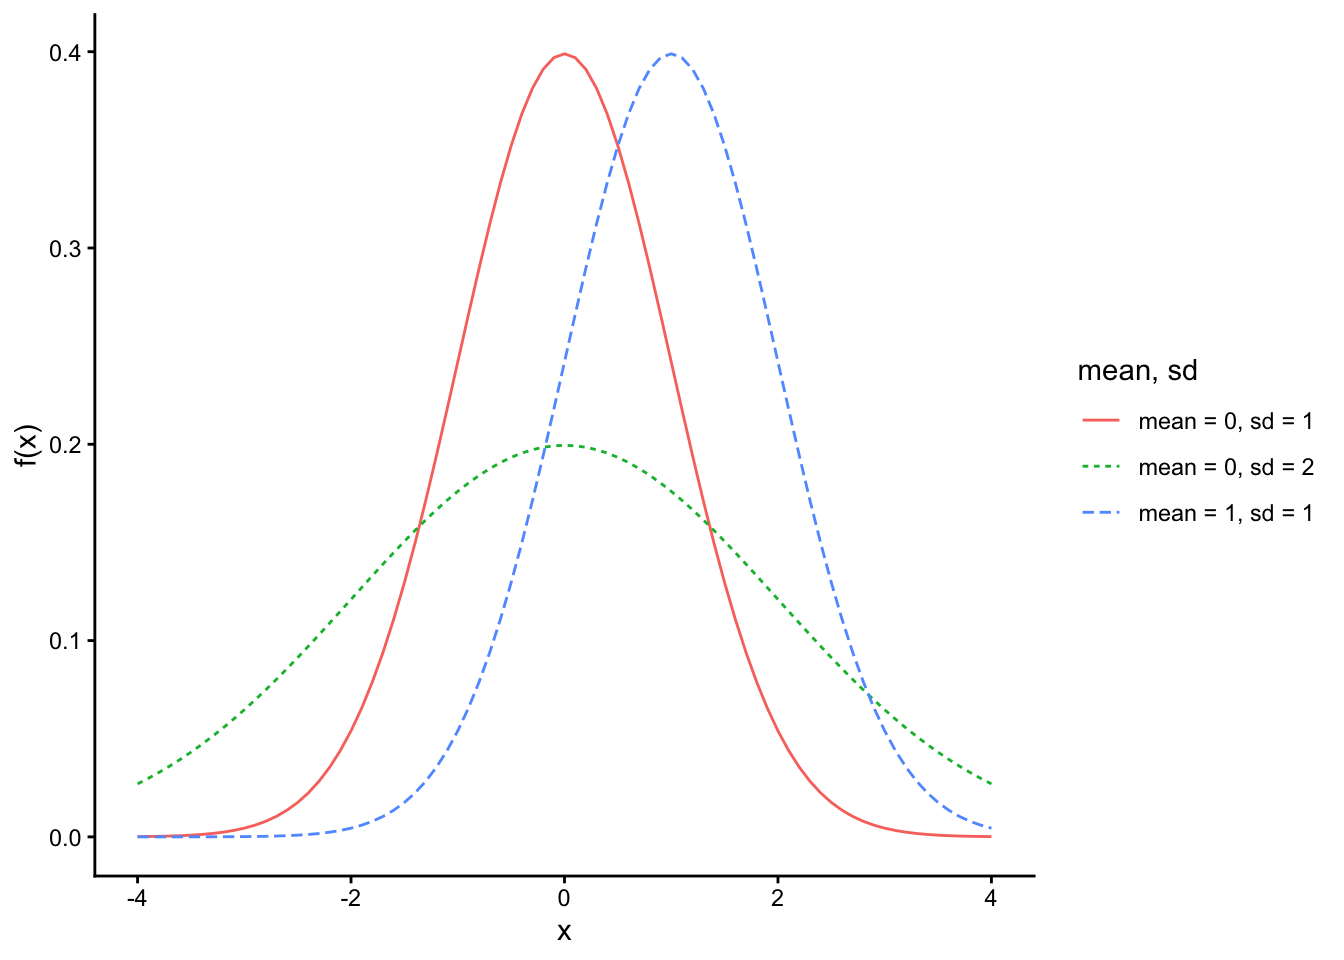 0.4
0.3
0.2
0.1
0.0
f(x)
-4 -2 0 2 4
x
mean, sd
mean = 0, sd = 1
mean = 0, sd = 2
mean = 1, sd = 1